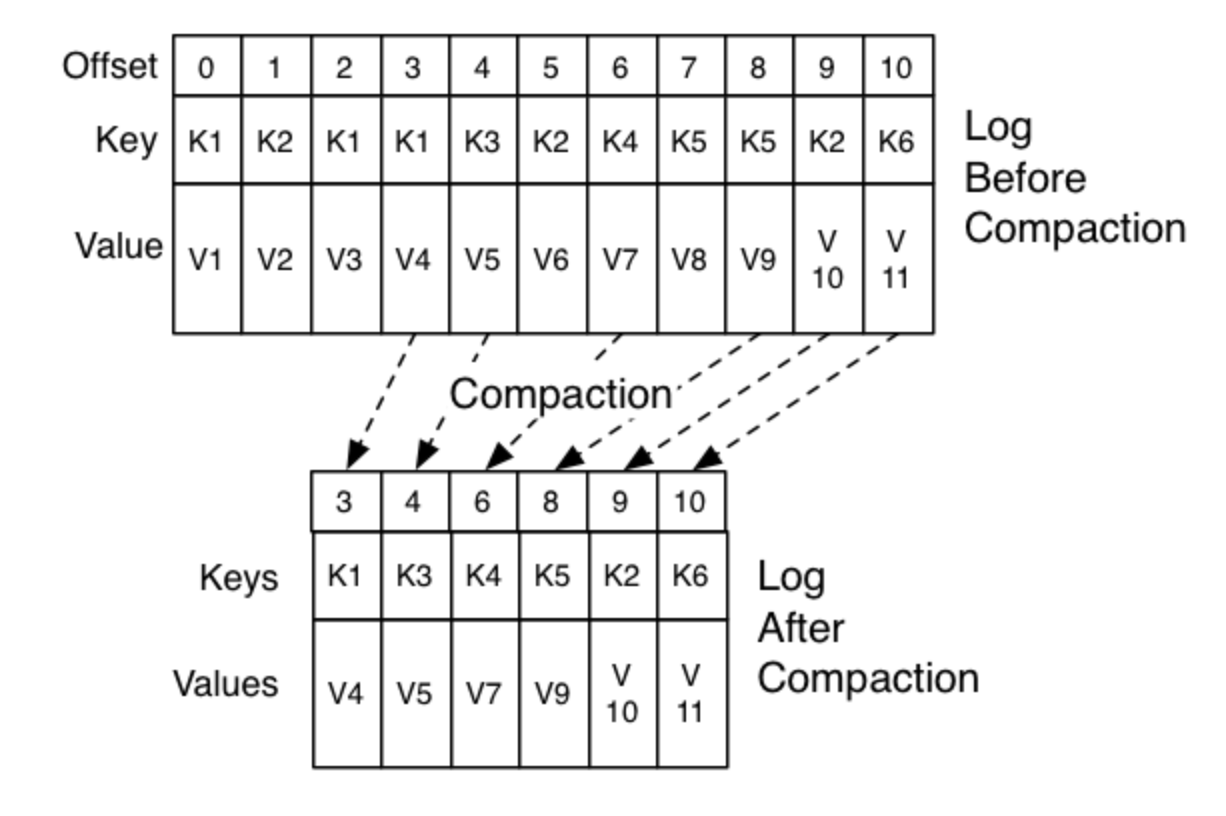 Offset 0 1 2 3 4 5 6 7 8 9 10
Key K1 K2 K1 K1 K3 K2 K4 K5 K5 K2 K6
Value V1 V2 V3 V4 V5 V6 V7 V8 V9 V 10 V 11
Log
Before
Compaction
Compaction
3 4 6 8 9 10
Keys K1 K3 K4 K5 K2 K6
Values V4 V5 V7 V9 V 10 V 11
Log
After
Compaction